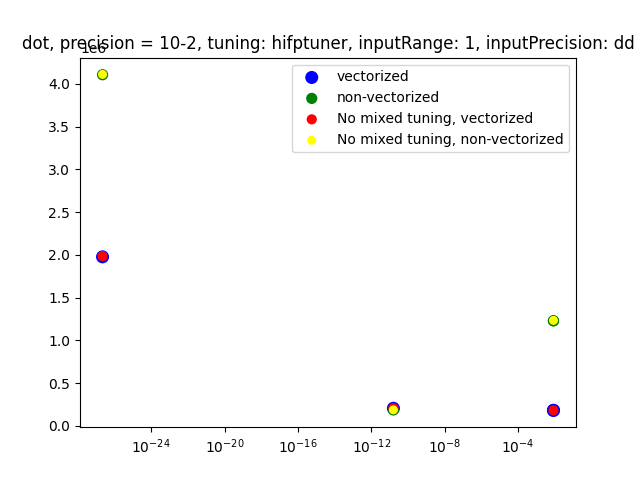 dot, precision = 10-2, tuning: hifptuner, inputRange: 1, inputPrecision: dd
1e6
vectorized
non-vectorized
No mixed tuning, vectorized
No mixed tuning, non-vectorized
4.0
3.5
3.0
2.5
2.0
1.5
1.0
0.5
0.0
10⁻²⁴ 10⁻²⁰ 10⁻¹⁶ 10⁻¹² 10⁻⁸ 10⁻⁴